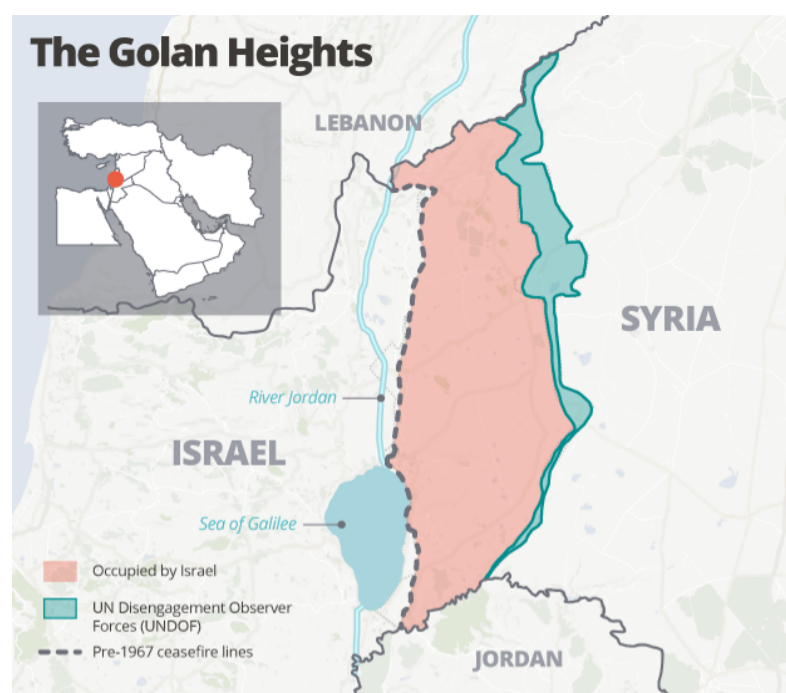 The Golan Heights
LEBANON
SYRIA
River Jordan
ISRAEL
Sea of Galilee
Occupied by Israel
UN Disengagement Observer
Forces (UNDOF)
Pre-1967 ceasefire lines
JORDAN